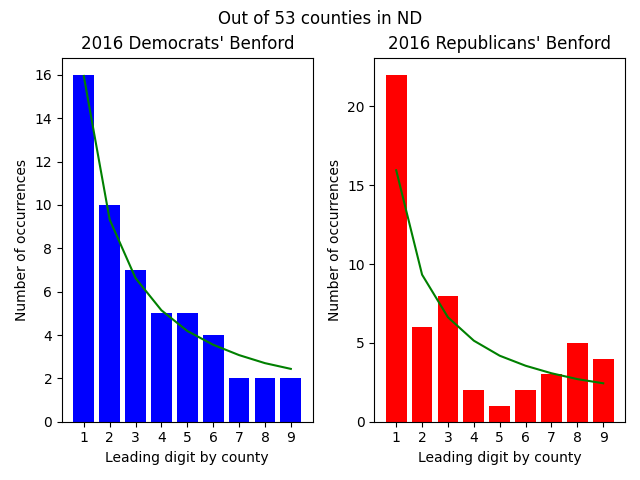 Out of 53 counties in ND
2016 Democrats' Benford
2016 Republicans' Benford
Number of occurrences
16
14
12
10
8
6
4
2
0
1 2 3 4 5 6 7 8 9
Leading digit by county
Number of occurrences
20
15
10
5
0
1 2 3 4 5 6 7 8 9
Leading digit by county